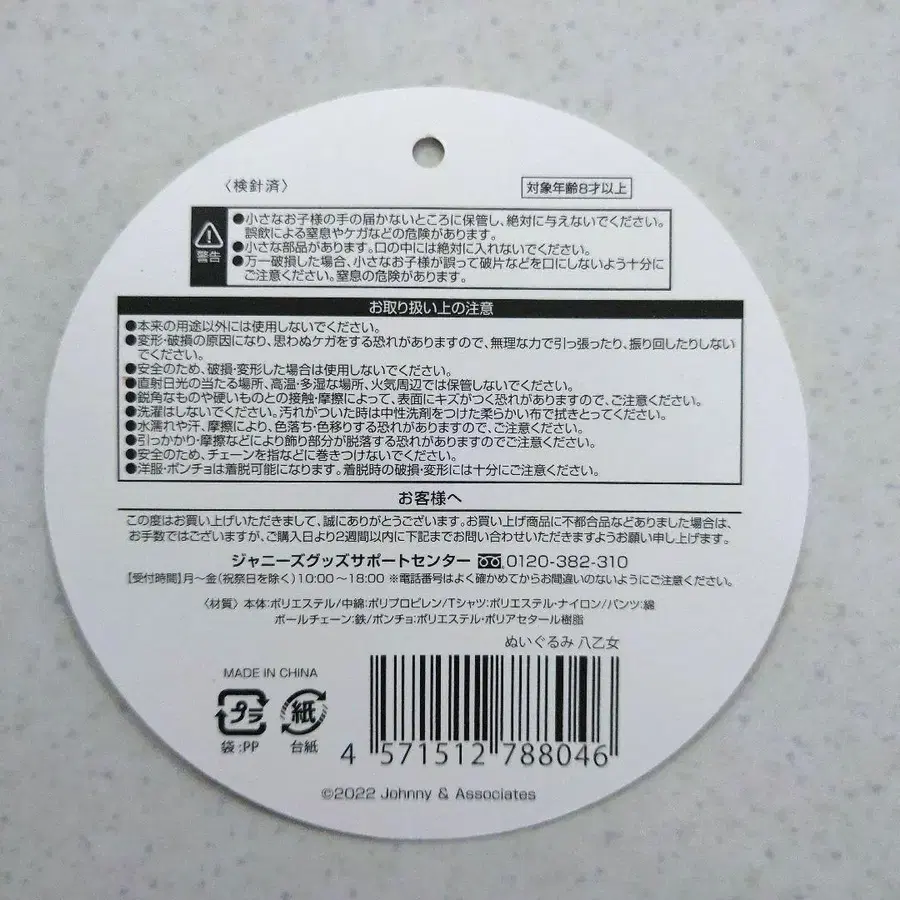 〈検針済〉 対象年齢8才以上
警告
●小さなお子様の手の届かないところに保管し、絶対に与えないでください。
誤飲による窒息やケガなどの危険があります。
●小さな部品があります。口の中には絶対に入れないでください。
●万一破損した場合、小さなお子様が誤って破片などを口にしないよう十分に
ご注意ください。窒息の危険があります。
お取り扱い上の注意
●本来の用途以外には使用しないでください。
●変形・破損の原因になり、思わぬケガをする恐れがありますので、無理な力で引っ張ったり、振り回したりしない
でください。
●安全のため、破損・変形した場合は使用しないでください。
●直射日光の当たる場所、高温・多湿な場所、火気周辺では保管しないでください。
●鋭角なものや硬いものとの接触・摩擦によって、表面にキズがつく恐れがありますので、ご注意ください。
●洗濯はしないでください。汚れがついた時は中性洗剤をつけた柔らかい布で拭きとってください。
●水濡れや汗、摩擦により、色落ち・色移りする恐れがありますので、ご注意ください。
●引っかかり・摩擦などにより飾り部分が脱落する恐れがありますので、ご注意ください。
●安全のため、チェーンを指などに巻きつけないでください。
●洋服・ポンチョは着脱可能になります。着脱時の破損・変形には十分にご注意ください。
お客様へ
この度はお買い上げいただきまして、誠にありがとうございます。お買い上げ商品に不都合品などありました場合は、
お手数ではございますが、ご購入日より2週間以内に下記までお問い合わせいただきますようお願い申し上げます。
ジャニーズグッズサポートセンター 0120-382-310
【受付時間】月～金(祝祭日を除く)10:00～18:00 ※電話番号はよく確かめてからお間違いのないようにご注意ください。
〈材質〉本体:ポリエステル/中綿:ポリプロピレン/Tシャツ:ポリエステル・ナイロン/パンツ:綿
ボールチェーン:鉄/ポンチョ:ポリエステル・ポリアセタール樹脂
ぬいぐるみ 八乙女
MADE IN CHINA
プラ 紙
袋:PP 台紙
4 571512 788046
©2022 Johnny & Associates